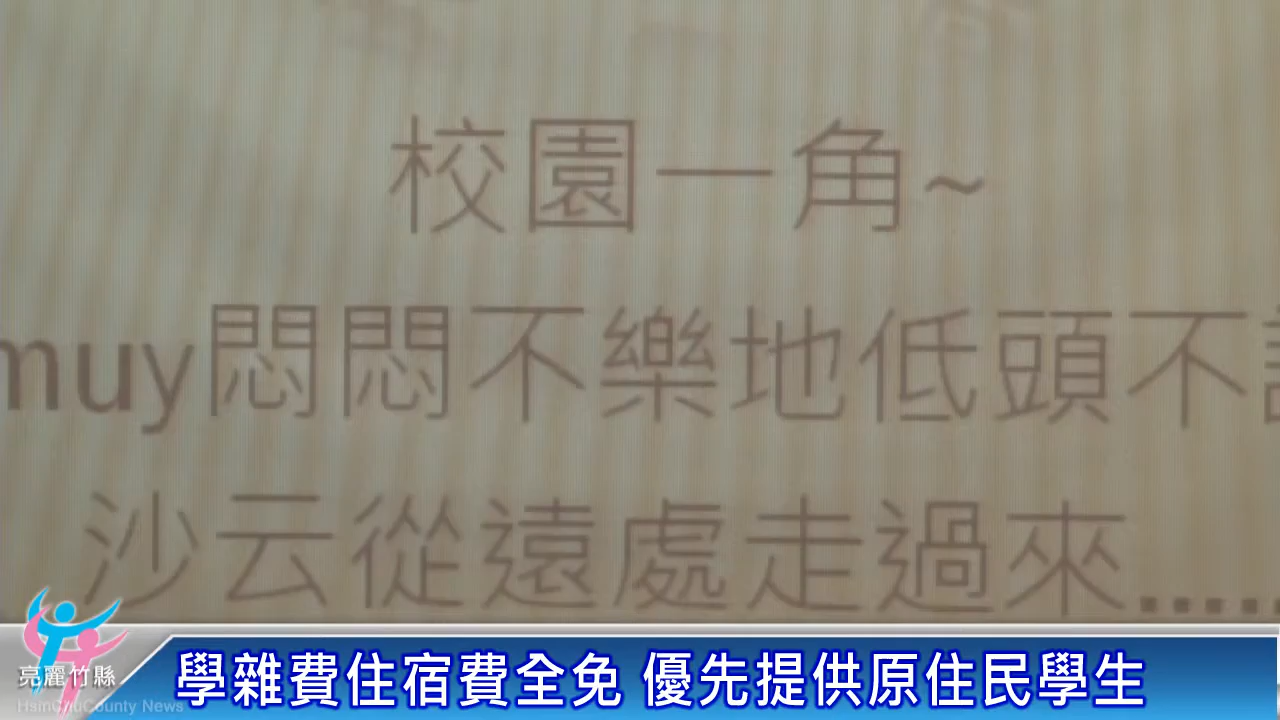 校園一角~
muy悶悶不樂地低頭不
沙云從遠處走過來......
亮麗竹縣
HsinChuCounty News
學雜費住宿費全免 優先提供原住民學生